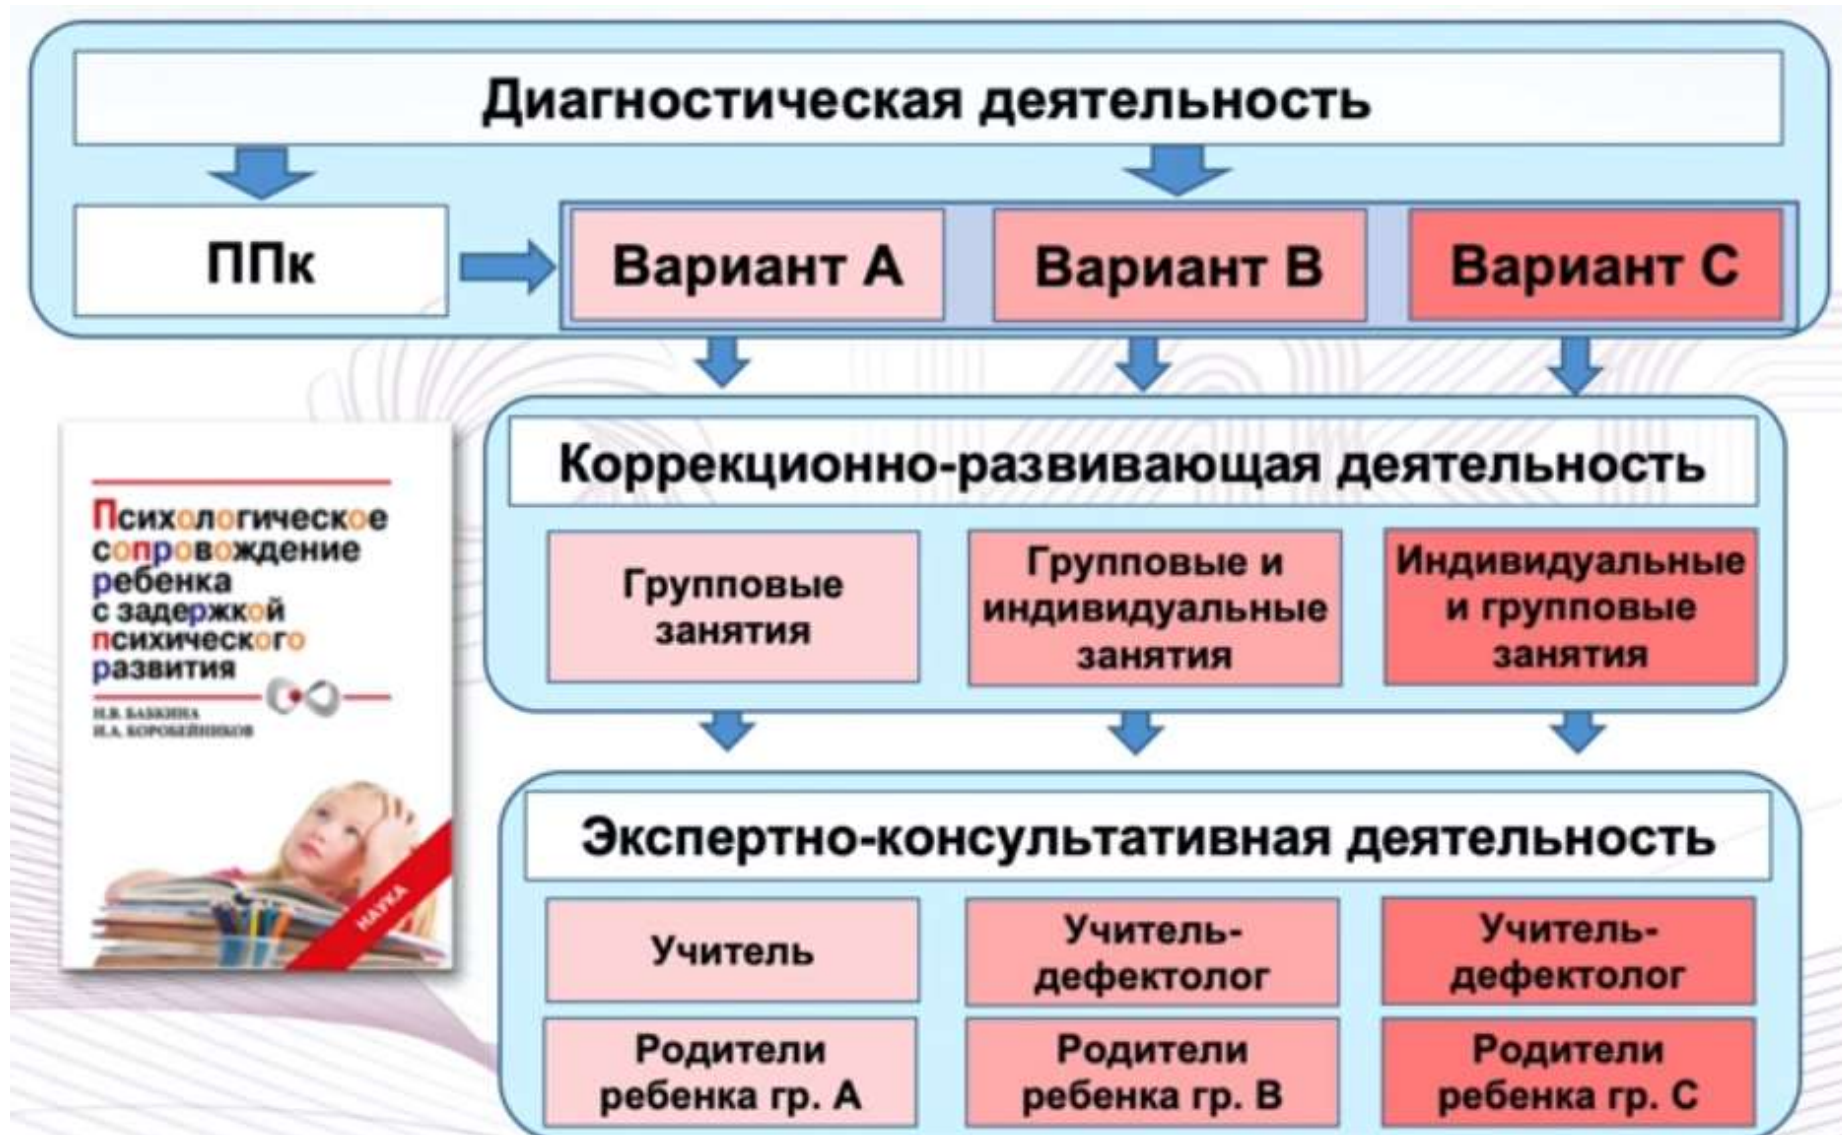 Диагностическая деятельность
ППк
Вариант А
Вариант В
Вариант С
Коррекционно-развивающая деятельность
Групповые
занятия
Групповые и
индивидуальные
занятия
Индивидуальные
и групповые
занятия
Психологическое
сопровождение
ребенка
с задержкой
психического
развития
Н.В. БАБКИНА
И.А. КОРОБЕЙНИКОВ
НАУКА
Экспертно-консультативная деятельность
Учитель
Учитель-
дефектолог
Учитель-
дефектолог
Родители
ребенка гр. А
Родители
ребенка гр. В
Родители
ребенка гр. С